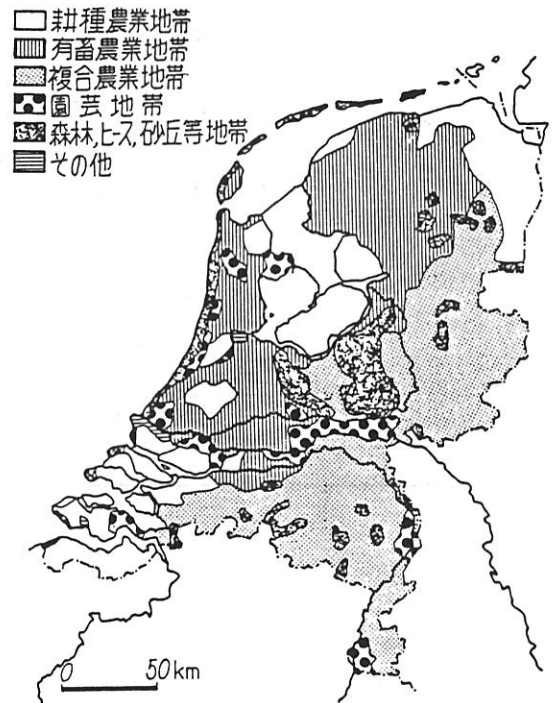 耕種農業地帯
有畜農業地帯
複合農業地帯
園芸地帯
森林,ヒース,砂丘等地帯
その他
0 50km